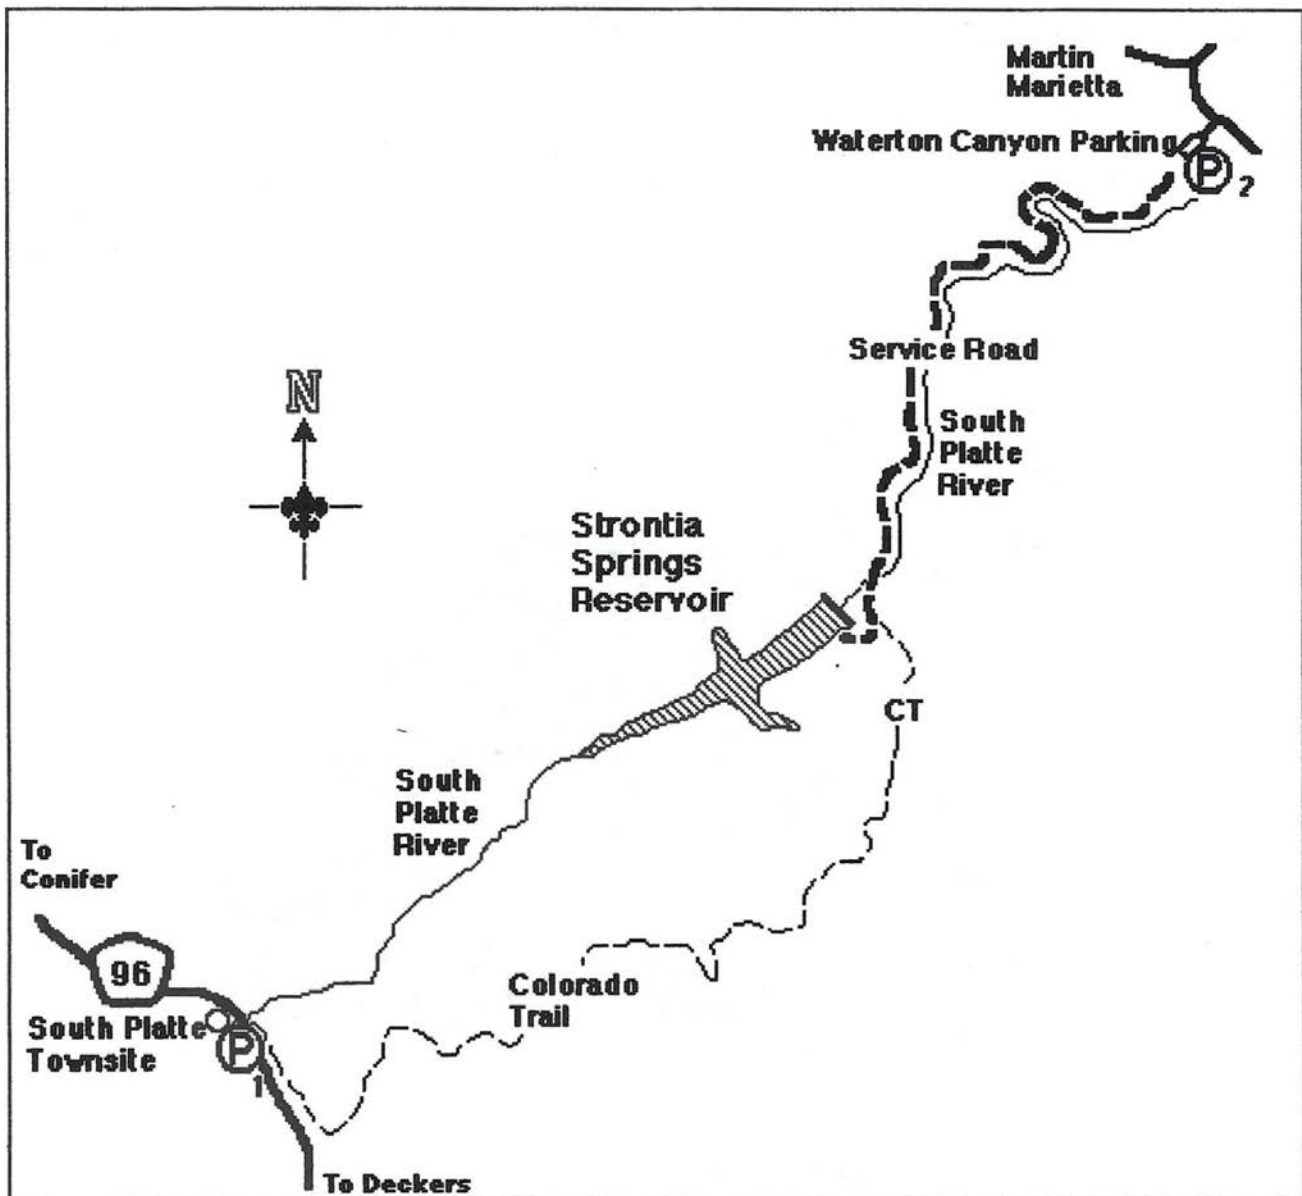 Martin
Marietta
Waterton Canyon Parking
P
2
Service Road
N
South
Platte
River
Strontia
Springs
Reservoir
CT
South
Platte
River
To
Conifer
96
Colorado
Trail
South Platte
Townsite
P
1
To Deckers